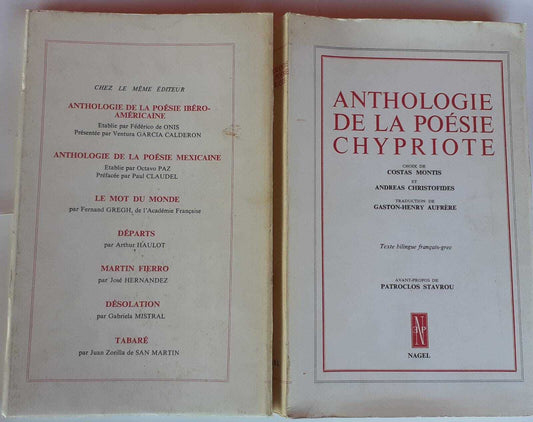 CHEZ LE MÊME ÉDITEUR
ANTHOLOGIE DE LA POÉSIE IBÉRO-
AMÉRICAINE
Etablie par Fédérico de ONIS
Présentée par Ventura GARCIA CALDERON
ANTHOLOGIE DE LA POÉSIE MEXICAINE
Etablie par Octavo PAZ
Préfacée par Paul CLAUDEL
LE MOT DU MONDE
par Fernand GREGH, de l'Académie Française
DÉPARTS
par Arthur HAULOT
MARTIN FIERRO
par José HERNANDEZ
DÉSOLATION
par Gabriela MISTRAL
TABARÉ
par Juan Zorilla de SAN MARTIN
ANTHOLOGIE
DE LA POÉSIE
CHYPRIOTE
CHOIX DE
COSTAS MONTIS
ET
ANDREAS CHRISTOFIDES
TRADUCTION DE
GASTON-HENRY AUFRÈRE
Texte bilingue français-grec
AVANT-PROPOS DE
PATROCLOS STAVROU
NAGEL